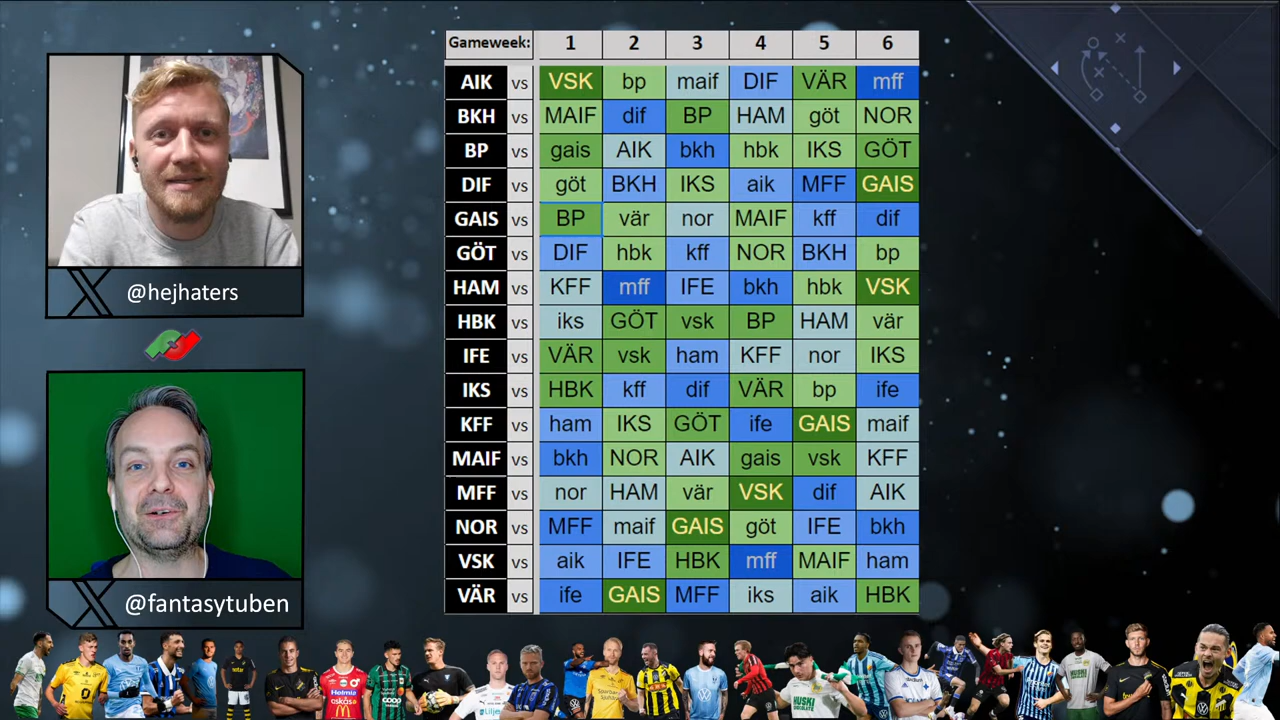 Gameweek: 1 2 3 4 5 6
AIK vs VSK bp maif DIF VÄR mff
BKH vs MAIF dif BP HAM göt NOR
BP vs gais AIK bkh hbk IKS GÖT
DIF vs göt BKH IKS aik MFF GAIS
GAIS vs BP vär nor MAIF kff dif
GÖT vs DIF hbk kff NOR BKH bp
HAM vs KFF mff IFE bkh hbk VSK
HBK vs iks GÖT vsk BP HAM vär
IFE vs VÄR vsk ham KFF nor IKS
IKS vs HBK kff dif VÄR bp ife
KFF vs ham IKS GÖT ife GAIS maif
MAIF vs bkh NOR AIK gais vsk KFF
MFF vs nor HAM vär VSK dif AIK
NOR vs MFF maif GAIS göt IFE bkh
VSK vs aik IFE HBK mff MAIF ham
VÄR vs ife GAIS MFF iks aik HBK
@hejhaters
@fantasytuben